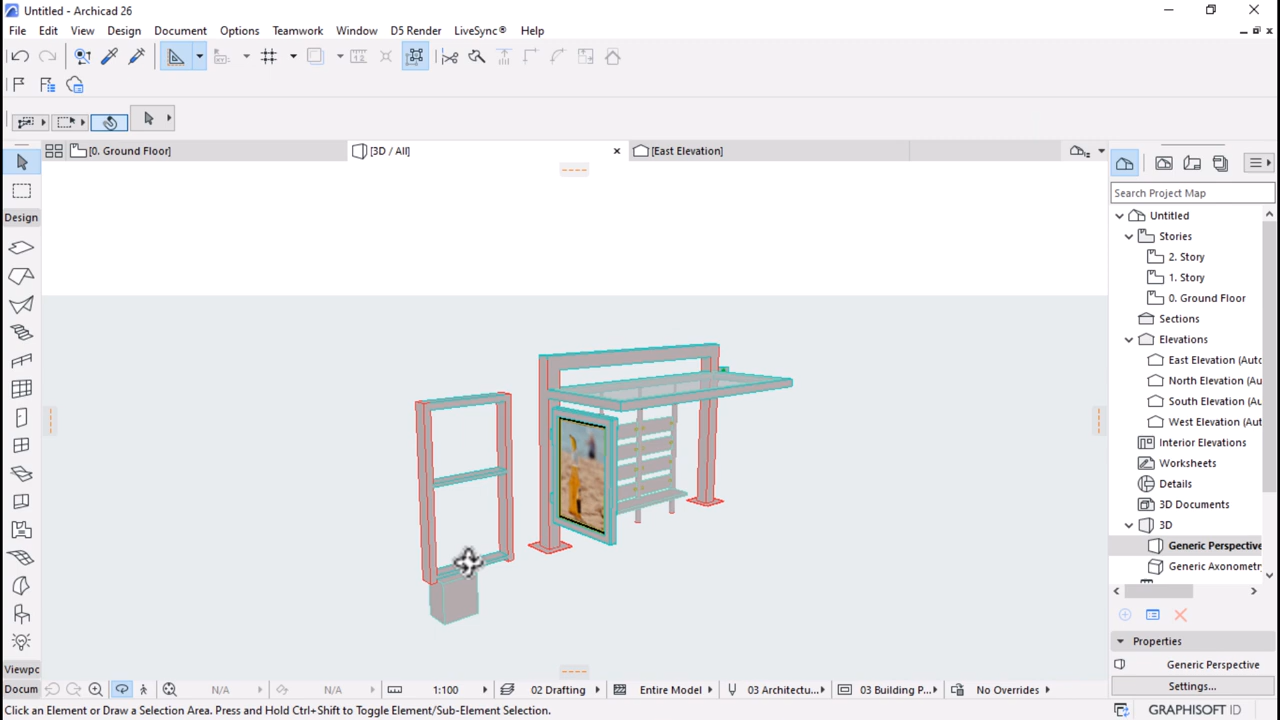 Untitled - Archicad 26
File Edit View Design Document Options Teamwork Window D5 Render LiveSync® Help
[0. Ground Floor] [3D / All] [East Elevation]
Search Project Map
Design
Untitled
Stories
2. Story
1. Story
0. Ground Floor
Sections
Elevations
East Elevation (Auto
North Elevation (Au
South Elevation (Au
West Elevation (Au
Interior Elevations
Worksheets
Details
3D Documents
3D
Generic Perspective
Generic Axonometr
Properties
Viewpc
Generic Perspective
Docum N/A N/A 1:100 02 Drafting Entire Model 03 Architectu... 03 Building P... No Overrides Settings...
Click an Element or Draw a Selection Area. Press and Hold Ctrl+Shift to Toggle Element/Sub-Element Selection. GRAPHISOFT ID